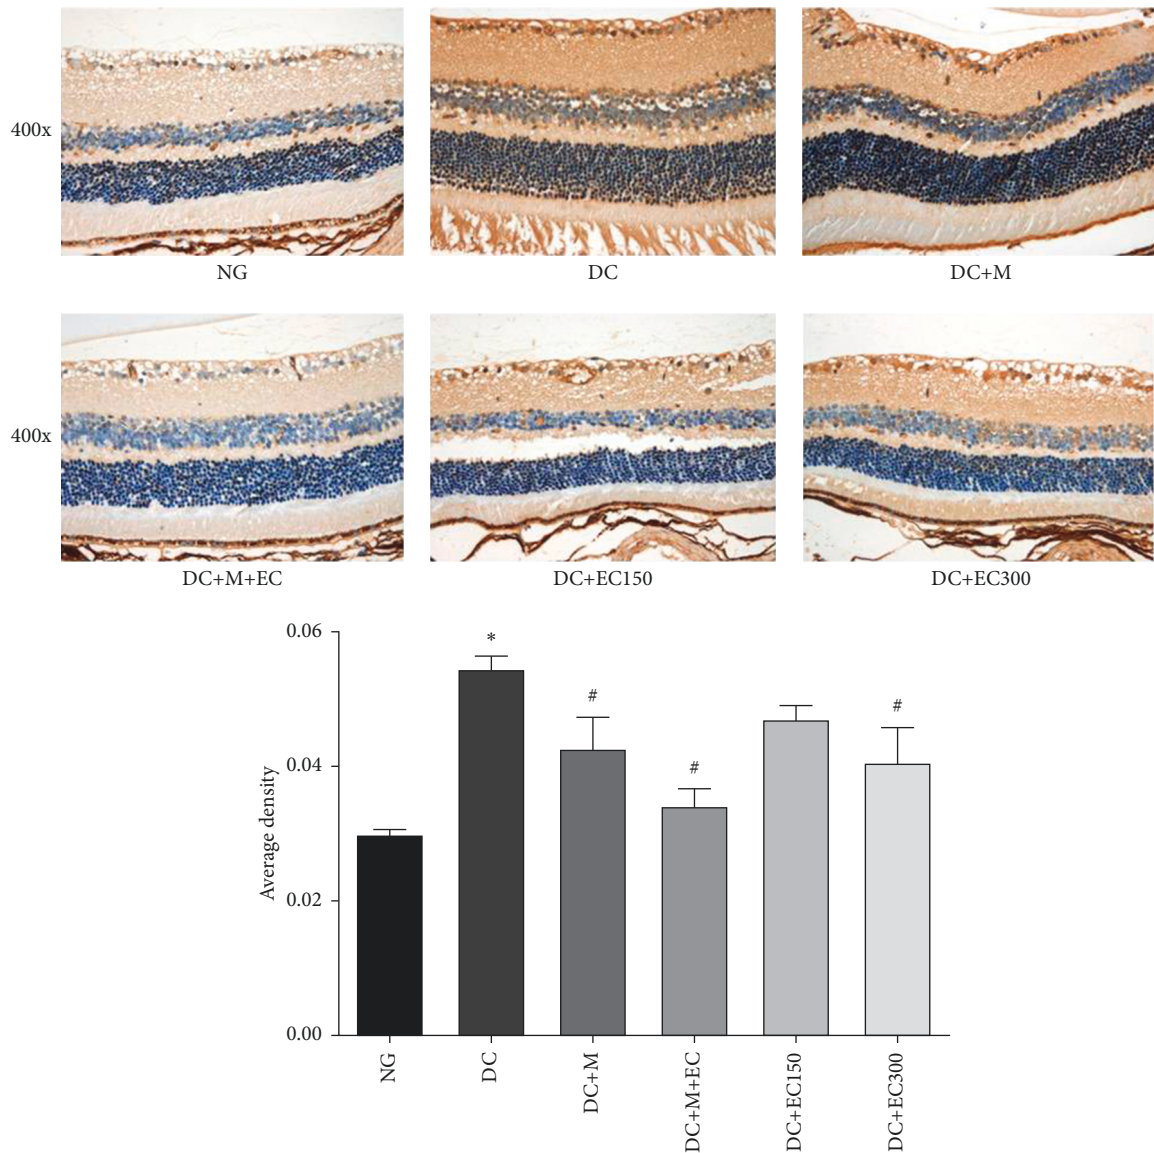 400x
NG
DC
DC+M
400x
DC+M+EC
DC+EC150
DC+EC300
0.06
0.04
0.02
0.00
Average density
*
#
#
#
NG
DC
DC+M
DC+M+EC
DC+EC150
DC+EC300